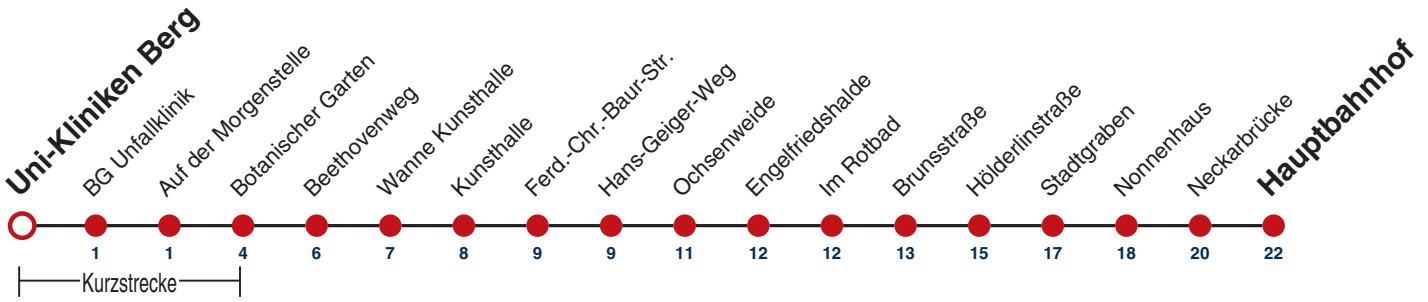 Uni-Kliniken Berg
BG Unfallklinik
Auf der Morgenstelle
Botanischer Garten
Beethovenweg
Wanne Kunsthalle
Kunsthalle
Ferd.-Chr.-Baur-Str.
Hans-Geiger-Weg
Ochsenweide
Engelfriedshalde
Im Rotbad
Brunsstraße
Hölderlinstraße
Stadtgraben
Nonnenhaus
Neckarbrücke
Hauptbahnhof
1 1 4 6 7 8 9 9 11 12 12 13 15 17 18 20 22
Kurzstrecke